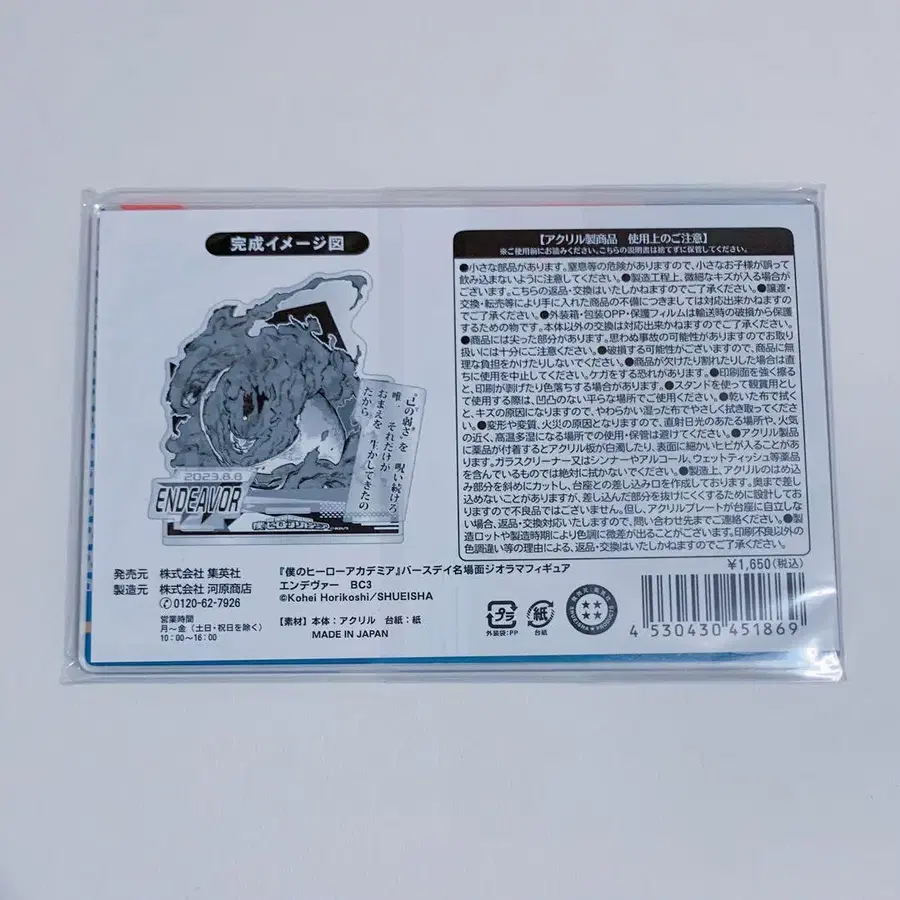 完成イメージ図
"己の弱さ"を呪い続けろ
唯、それだけが
おまえを生かしてきたの
だから
2023.8.8
ENDEAVOR
【アクリル製商品 使用上のご注意】
※ご使用前にお読みください。こちらの説明書は捨てずに保管してください。
●小さな部品があります。窒息等の危険がありますので、小さなお子様が誤って
飲み込まないように注意してください。●製造工程上、微細なキズが入る場合が
ございます。こちらの返品・交換はいたしかねますのでご了承ください。●譲渡・
交換・転売等により手に入れた商品の不備につきましては対応出来かねますので
ご了承ください。●外装箱・包装OPP・保護フィルムは輸送時の破損から保護
するための物です。本体以外の交換は対応出来かねますのでご了承ください。
●商品には尖った部分があります。思わぬ事故の可能性がありますのでお取り
扱いには十分にご注意ください。●破損する可能性がございますので、商品に無
理な負担をかけたりしないでください。●商品が欠けたり割れたりした場合は直
ちに使用を中止してください。ケガをする恐れがあります。●印刷面を強く擦ると、
印刷が剥げたり色落ちする場合があります。●スタンドを使って観賞用とし
て使用する際は、凹凸のない平らな場所でご使用ください。●乾いた布で拭く
と、キズの原因になりますので、やわらかい湿った布でやさしく拭き取ってくださ
い。●変形や変質、火災の原因となりますので、直射日光のあたる場所や、火気
の近く、高温多湿になる場所での使用・保管は避けてください。●アクリル製品
に薬品が付着するとアクリル板が白濁したり、表面に細かいヒビが入ることがあ
ります。ガラスクリーナー又はシンナーやアルコール、ウェットティッシュ等薬品
を含んでいるものでは絶対に拭かないでください。●製造上、アクリルのはめ込
み部分を斜めにカットし、台座との差し込み口を作成しております。奥まで差し
込めないことがありますが、差し込んだ部分を抜けにくくするために設計しており
ますので不良品ではございません。但し、アクリルプレートが台座に自立しな
い場合、返品・交換対応いたしますので、問い合わせ先までご連絡ください。●製
造ロットや製造時期により色調に微差が出ることがございます。印刷不良以外の
色調違い等の理由による、返品・交換はいたしかねますのでご了承ください。
発売元 株式会社 集英社
製造元 株式会社 河原商店
0120-62-7926
営業時間
月～金(土日・祝日を除く)
10:00～16:00
『僕のヒーローアカデミア』バースデイ名場面ジオラマフィギュア
エンデヴァー BC3
©Kohei Horikoshi/SHUEISHA
【素材】本体:アクリル 台紙:紙
MADE IN JAPAN
プラ
外装袋:PP
紙
台紙
¥1,650(税込)
4 530430 451869